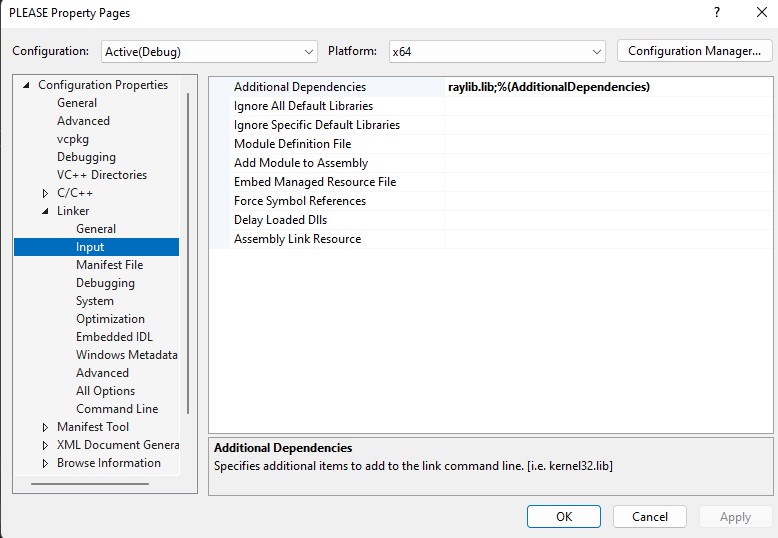 PLEASE Property Pages
? 
Configuration: Active(Debug) Platform: x64 Configuration Manager...
Configuration Properties
General
Advanced
vcpkg
Debugging
VC++ Directories
C/C++
Linker
General
Input
Manifest File
Debugging
System
Optimization
Embedded IDL
Windows Metadata
Advanced
All Options
Command Line
Manifest Tool
XML Document Genera
Browse Information
Additional Dependencies raylib.lib;%(AdditionalDependencies)
Ignore All Default Libraries
Ignore Specific Default Libraries
Module Definition File
Add Module to Assembly
Embed Managed Resource File
Force Symbol References
Delay Loaded Dlls
Assembly Link Resource
Additional Dependencies
Specifies additional items to add to the link command line. [i.e. kernel32.lib]
OK Cancel Apply